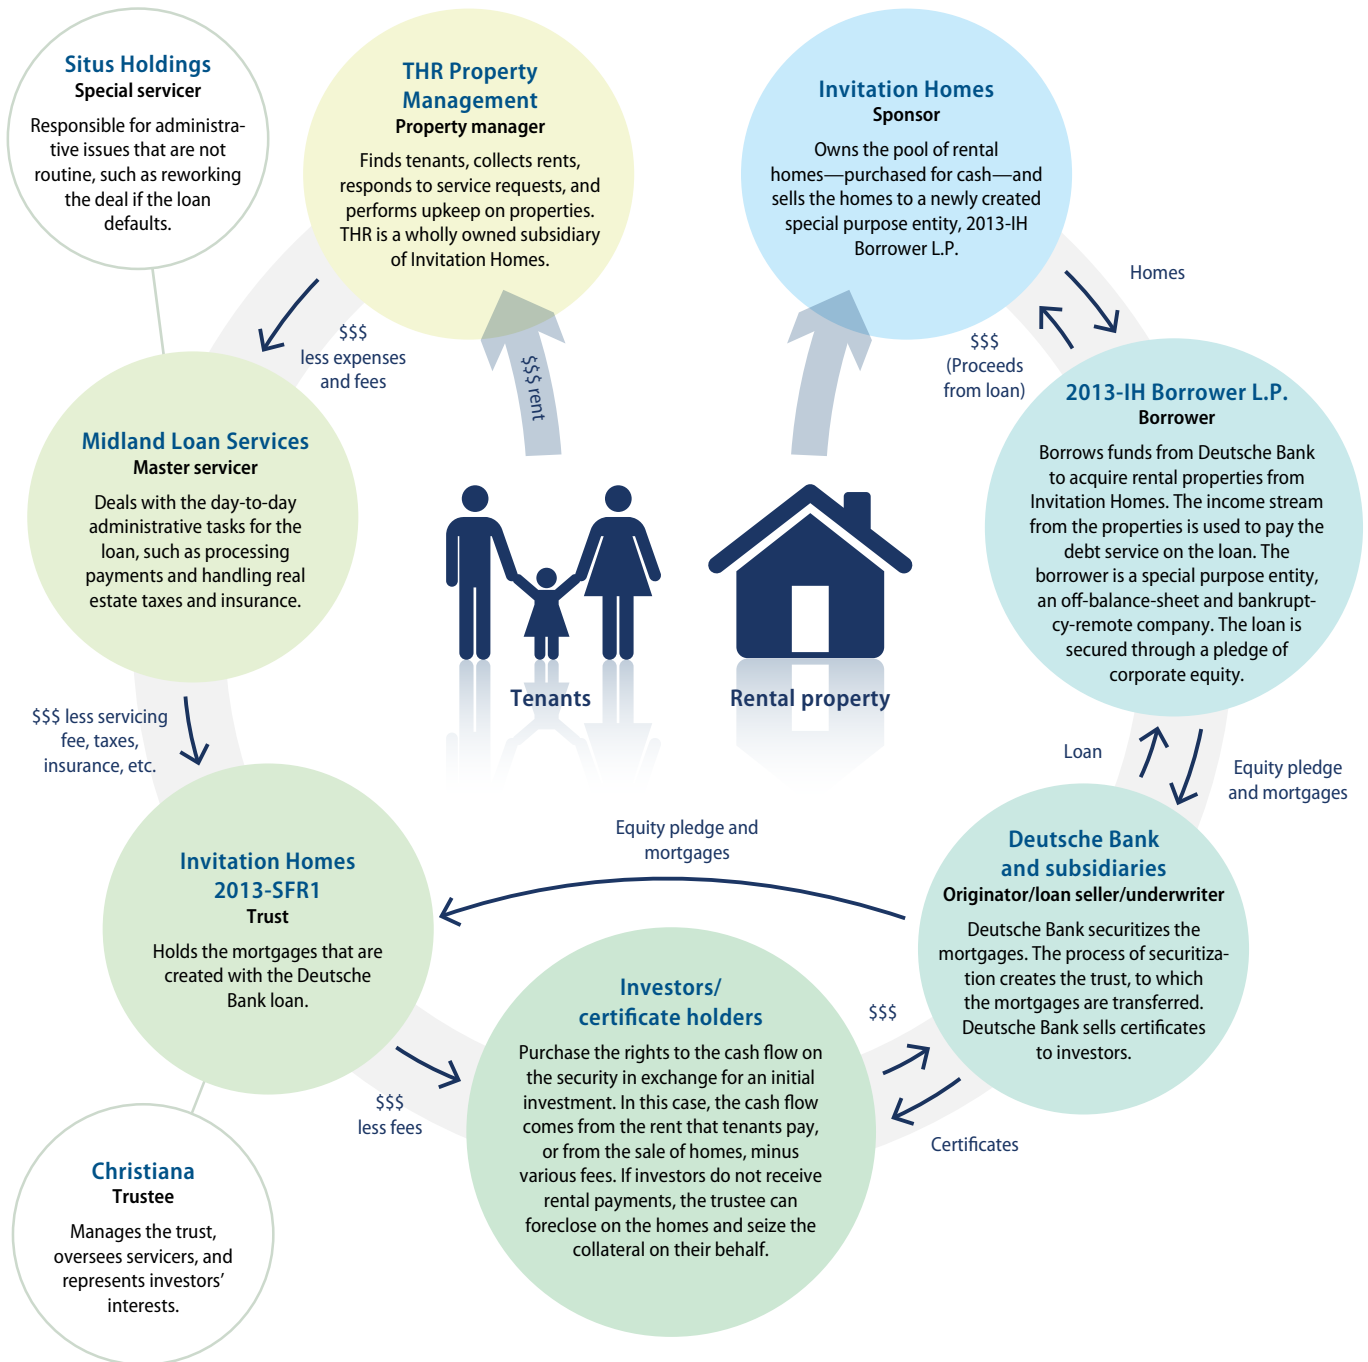 Situs Holdings
Special servicer
Responsible for administra-
tive issues that are not
routine, such as reworking
the deal if the loan
defaults.
THR Property
Management
Property manager
Finds tenants, collects rents,
responds to service requests, and
performs upkeep on properties.
THR is a wholly owned subsidiary
of Invitation Homes.
Invitation Homes
Sponsor
Owns the pool of rental
homes—purchased for cash—and
sells the homes to a newly created
special purpose entity, 2013-IH
Borrower L.P.
Homes
$$$
(Proceeds
from loan)
$$$
less expenses
and fees
$$$ rent
2013-IH Borrower L.P.
Borrower
Borrows funds from Deutsche Bank
to acquire rental properties from
Invitation Homes. The income stream
from the properties is used to pay the
debt service on the loan. The
borrower is a special purpose entity,
an off-balance-sheet and bankrupt-
cy-remote company. The loan is
secured through a pledge of
corporate equity.
Midland Loan Services
Master servicer
Deals with the day-to-day
administrative tasks for the
loan, such as processing
payments and handling real
estate taxes and insurance.
Tenants
Rental property
$$$ less servicing
fee, taxes,
insurance, etc.
Loan
Equity pledge
and mortgages
Equity pledge and
mortgages
Invitation Homes
2013-SFR1
Trust
Holds the mortgages that are
created with the Deutsche
Bank loan.
Deutsche Bank
and subsidiaries
Originator/loan seller/underwriter
Deutsche Bank securitizes the
mortgages. The process of securitiza-
tion creates the trust, to which
the mortgages are transferred.
Deutsche Bank sells certificates
to investors.
Investors/
certificate holders
Purchase the rights to the cash flow on
the security in exchange for an initial
investment. In this case, the cash flow
comes from the rent that tenants pay,
or from the sale of homes, minus
various fees. If investors do not receive
rental payments, the trustee can
foreclose on the homes and seize the
collateral on their behalf.
$$$
Certificates
$$$
less fees
Christiana
Trustee
Manages the trust,
oversees servicers, and
represents investors’
interests.